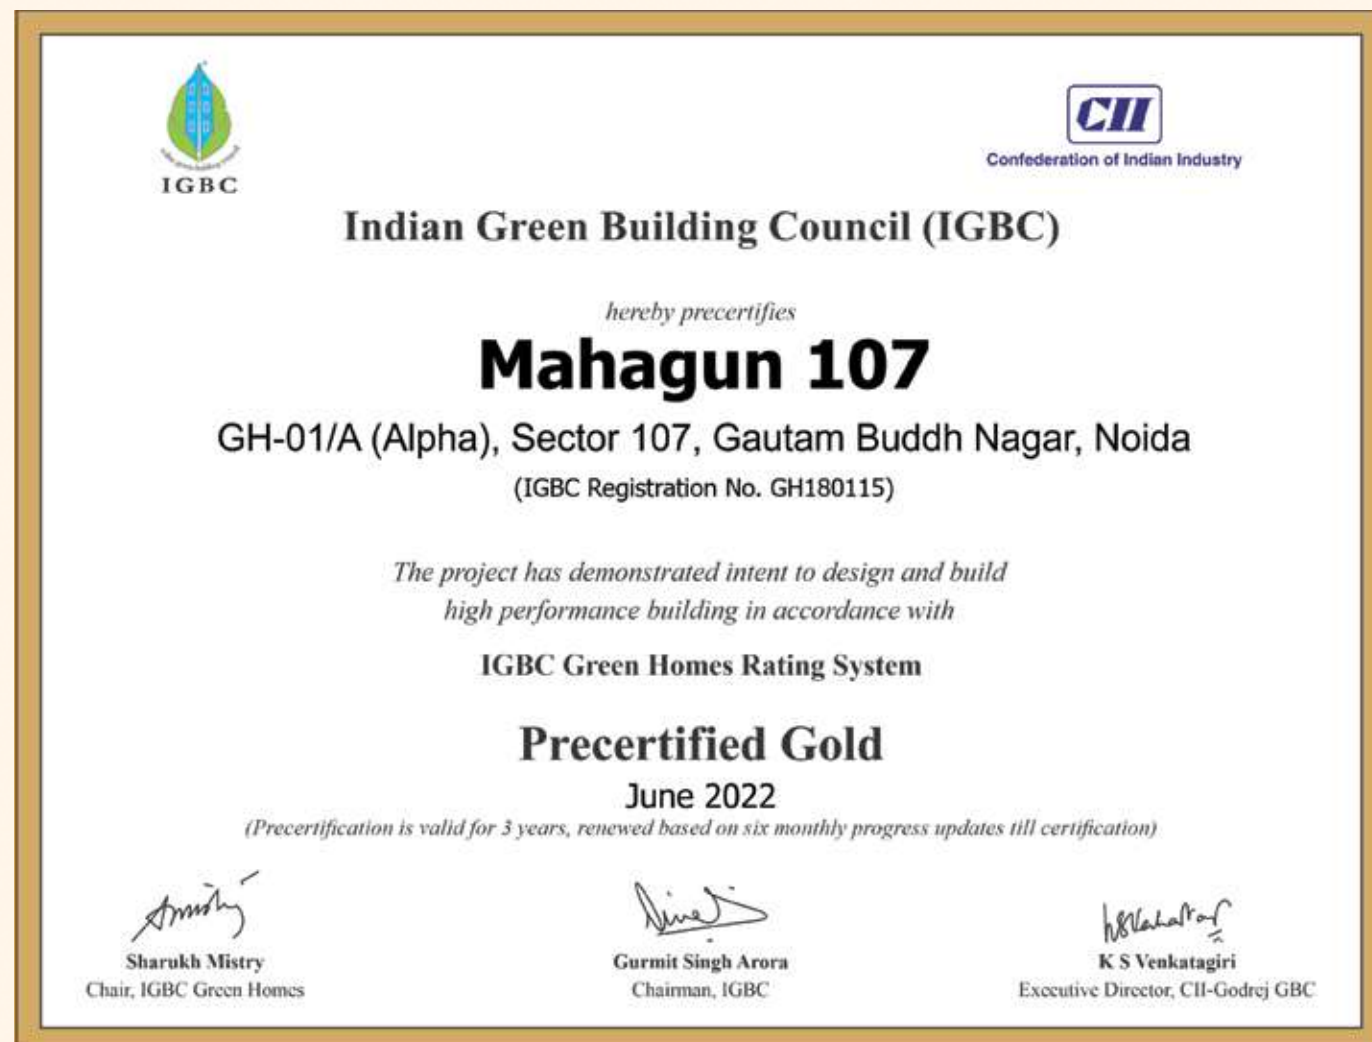 IGBC
CII
Confederation of Indian Industry
Indian Green Building Council (IGBC)
hereby precertifies
Mahagun 107
GH-01/A (Alpha), Sector 107, Gautam Buddh Nagar, Noida
(IGBC Registration No. GH180115)
The project has demonstrated intent to design and build
high performance building in accordance with
IGBC Green Homes Rating System
Precertified Gold
June 2022
(Precertification is valid for 3 years, renewed based on six monthly progress updates till certification)
Sharukh Mistry
Chair, IGBC Green Homes
Gurmit Singh Arora
Chairman, IGBC
K S Venkatagiri
Executive Director, CII-Godrej GBC